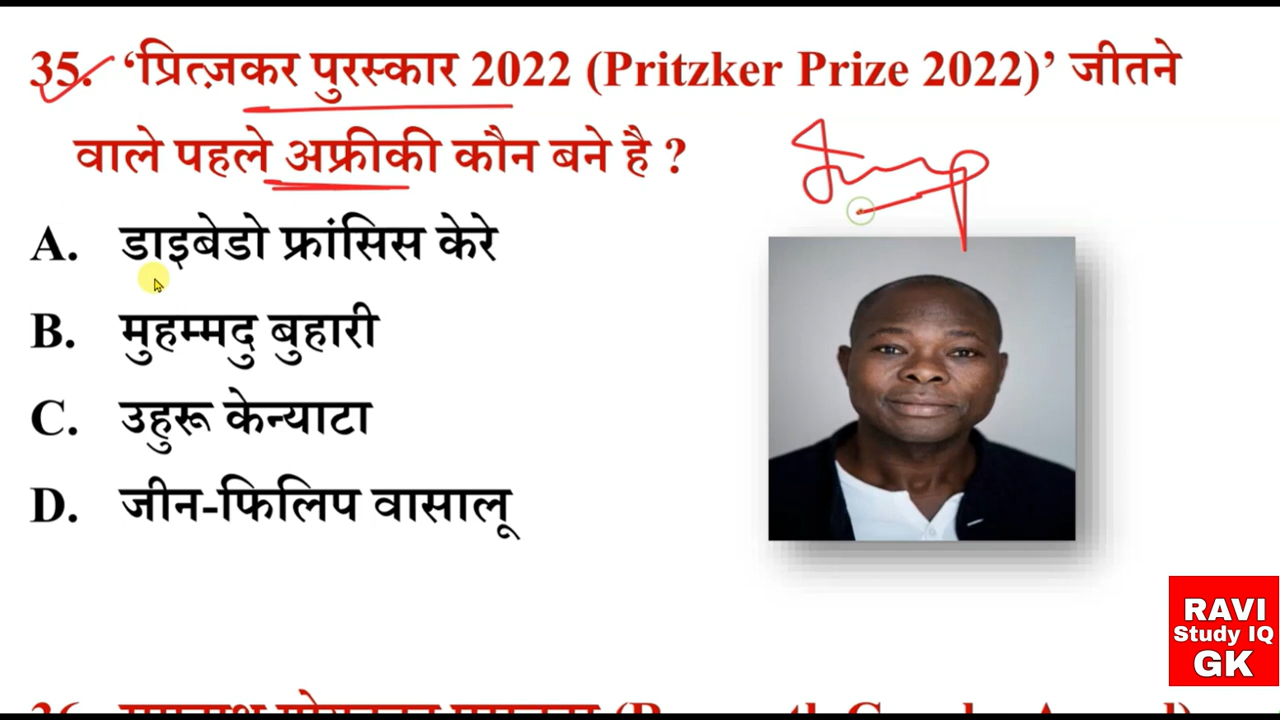 35. ‘प्रित्ज़कर पुरस्कार 2022 (Pritzker Prize 2022)’ जीतने
वाले पहले अफ्रीकी कौन बने है ?
Imp
A. डाइबेडो फ्रांसिस केरे
B. मुहम्मदु बुहारी
C. उहुरू केन्याटा
D. जीन-फिलिप वासालू
RAVI
Study IQ
GK